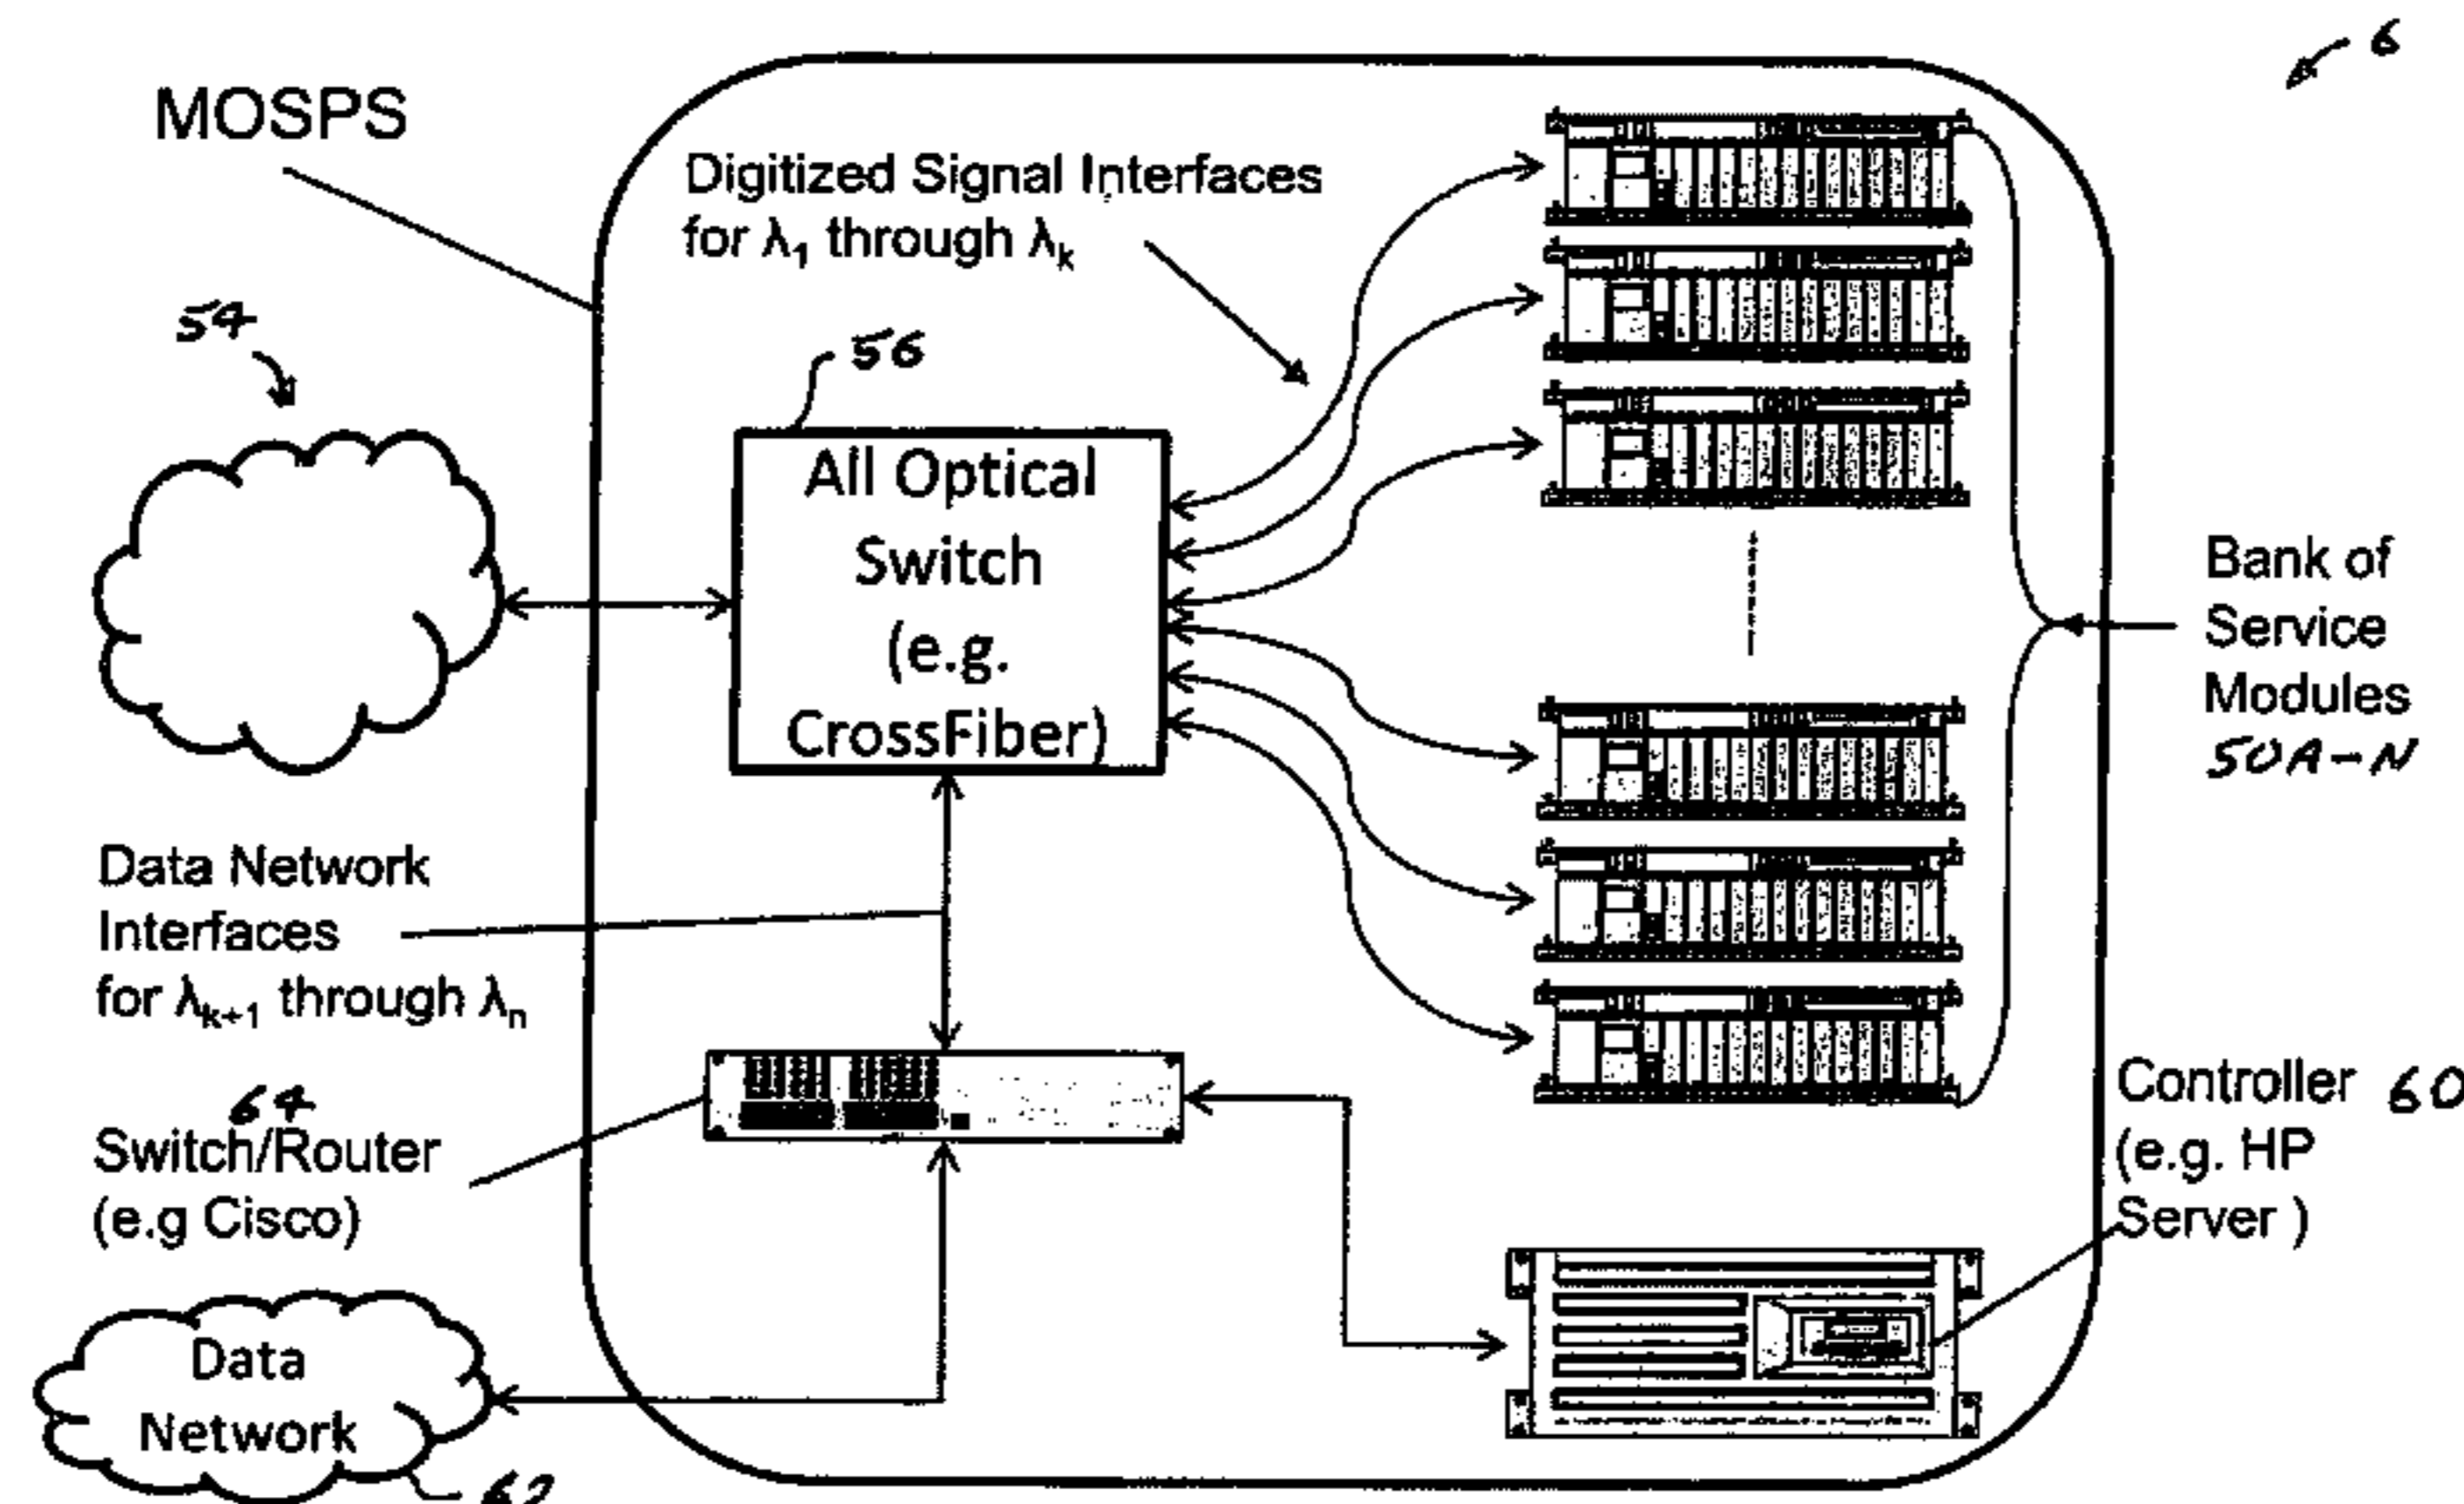 6
MOSPS
Digitized Signal Interfaces
for λ1 through λk
54
56
All Optical
Switch
(e.g.
CrossFiber)
Bank of
Service
Modules
50A-N
Data Network
Interfaces
for λk+1 through λn
64
Switch/Router
(e.g Cisco)
Controller 60
(e.g. HP
Server )
Data
Network
62